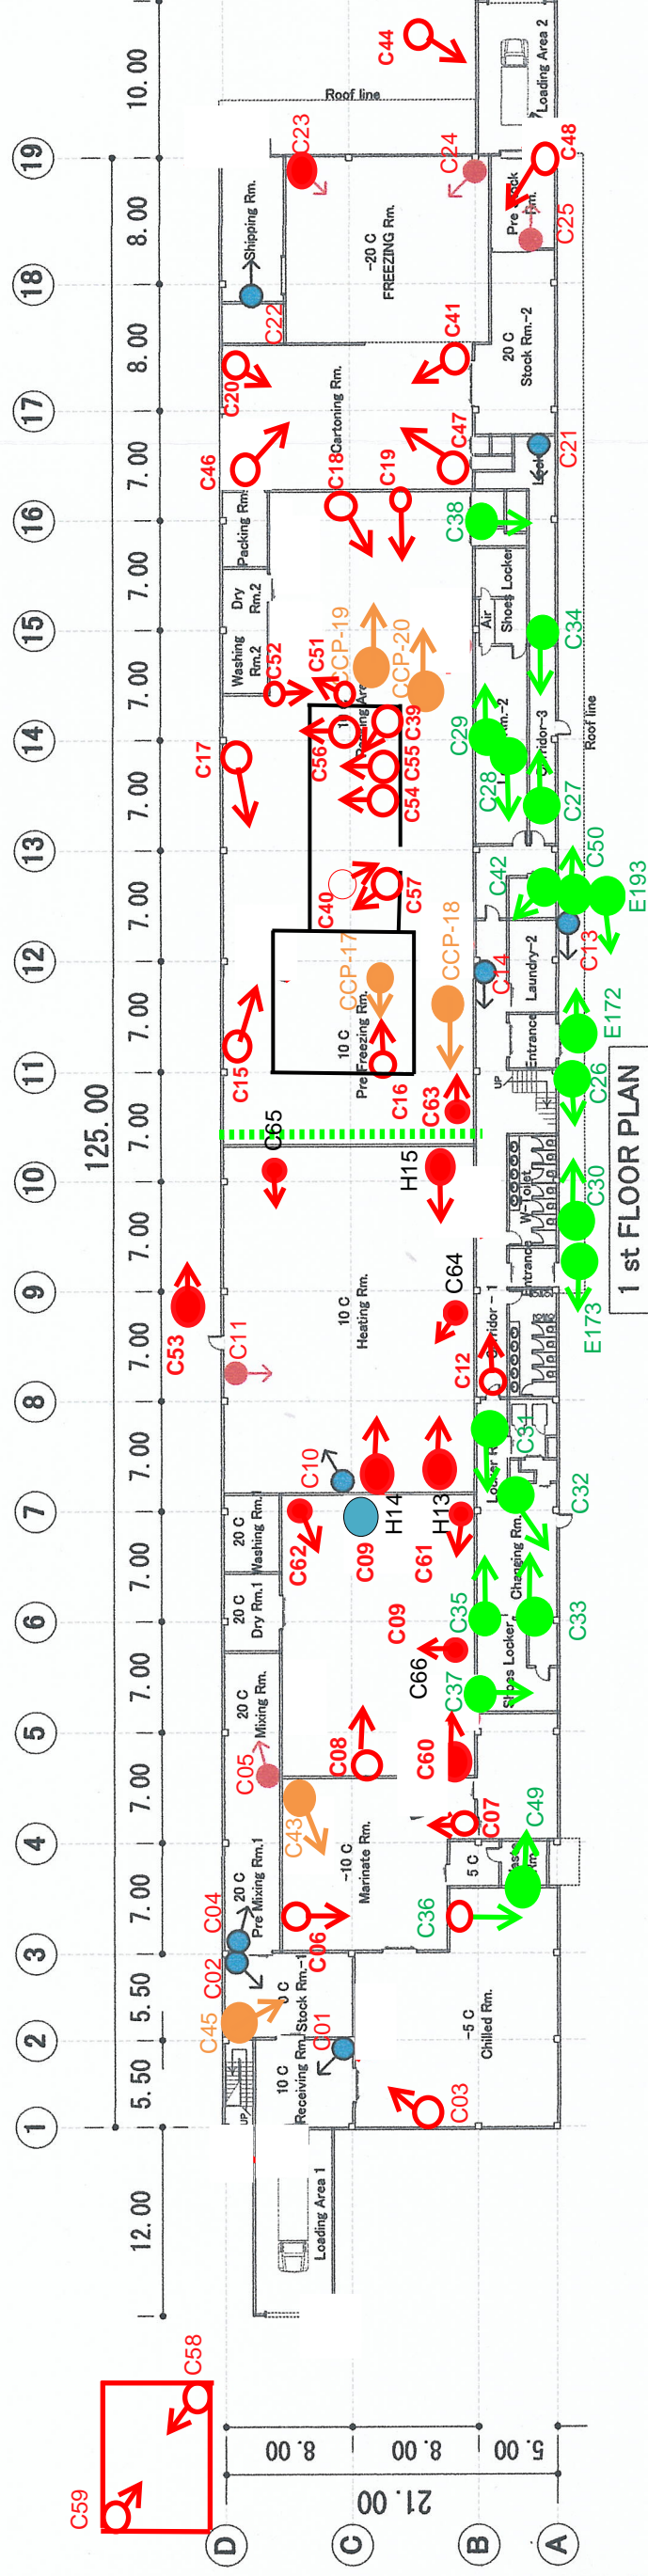 C44
10.00
Roof line
Loading Area 2
19
C23
C24
C48
8.00
Shipping Rm.
-20 C
FREEZING Rm.
Pre Stock
Rm.
C25
18
C22
8.00
C20
C41
20 C
Stock Rm.-2
17
Cartoning Rm.
7.00
C46
C18
C19
C47
C21
16
Packing Rm.
C38
7.00
Dry
Rm.2
Air
Shoes Locker
15
CCP-19
C34
Washing
Rm.2
C52
C51
CCP-20
7.00
C29
Roof line
14
C17
C56
C39
C55
C28
Corridor-3
7.00
C54
C27
13
C50
C42
7.00
C40
C57
E193
CCP-17
CCP-18
C13
12
C14
Laundry-2
7.00
C15
10 C
Pre Freezing Rm.
Entrance
E172
11
C16
C63
UP
C26
125.00
7.00
C65
1 st FLOOR PLAN
10
H15
W-Toilet
C30
7.00
Entrance
9
C53
10 C
Heating Rm.
C64
E173
7.00
C11
C12
Corridor - 1
8
7.00
C10
C31
7
20 C
Washing Rm.1
C62
C09
H14
H13
C61
C32
7.00
Changing Rm.
6
20 C
Dry Rm.1
C09
C35
C33
7.00
20 C
Mixing Rm.
C66
C37
Shoes Locker
5
C05
C08
C60
7.00
C43
C07
C49
4
-10 C
Marinate Rm.
5 C
7.00
C04
20 C
Pre Mixing Rm.1
C06
C36
3
C02
5.50
C45
Stock Rm.-1
-5 C
Chilled Rm.
2
C01
5.50
UP
10 C
Receiving Rm.
C03
1
12.00
Loading Area 1
C58
C59
8.00
8.00
5.00
21.00
D
C
B
A